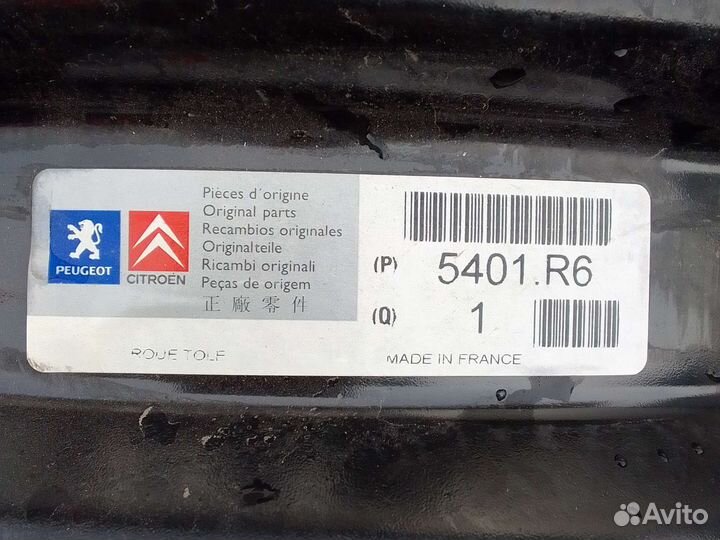 PEUGEOT
CITROËN
Pièces d'origine
Original parts
Recambios originales
Originalteile
Ricambi originali
Peças de origem
正廠零件
(P) 5401.R6
(Q) 1
ROUE TOLE
MADE IN FRANCE
Avito